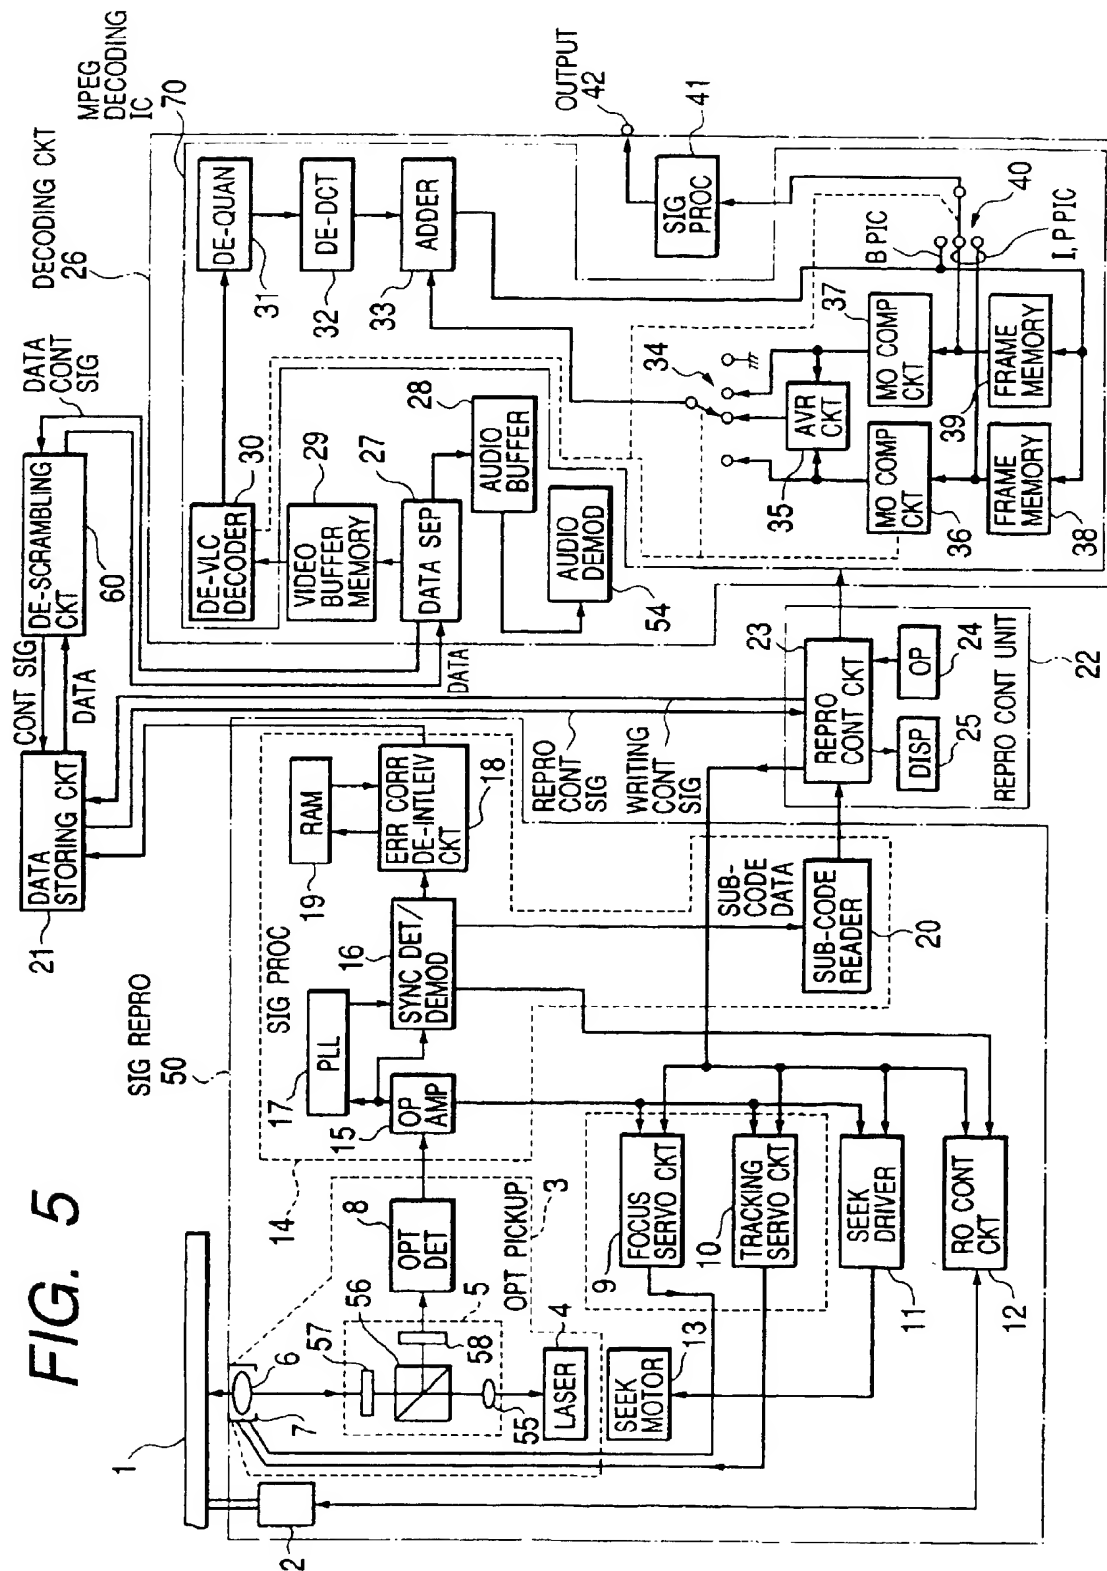 FIG. 5
1
2
SIG REPRO
50
7
6
57
56
5
58
55
LASER
4
OPT PICKUP
3
OPT
DET
8
14
SIG PROC
17
PLL
15
OP
AMP
16
SYNC DET/
DEMOD
19
RAM
ERR CORR
DE-INTLEIV
CKT
18
SUB-
CODE DATA
SUB-CODE
READER
20
9
FOCUS
SERVO CKT
10
TRACKING
SERVO CKT
SEEK
MOTOR
13
SEEK
DRIVER
11
RO CONT
CKT
12
21
DATA
STORING CKT
CONT SIG
DATA
DE-SCRAMBLING
CKT
60
DATA
CONT
SIG
REPRO
CONT
SIG
WRITING
CONT
SIG
DATA
REPRO
CONT CKT
23
DISP
25
OP
24
REPRO CONT UNIT
22
DECODING CKT
26
MPEG
DECODING
IC
70
DE-VLC
DECODER
30
VIDEO
BUFFER
MEMORY
29
DATA SEP
27
AUDIO
BUFFER
28
AUDIO
DEMOD
54
DE-QUAN
31
DE-DCT
32
ADDER
33
34
AVR
CKT
35
MO COMP
CKT
36
MO COMP
CKT
37
FRAME
MEMORY
38
FRAME
MEMORY
39
B PIC
I, P PIC
40
SIG
PROC
41
OUTPUT
42